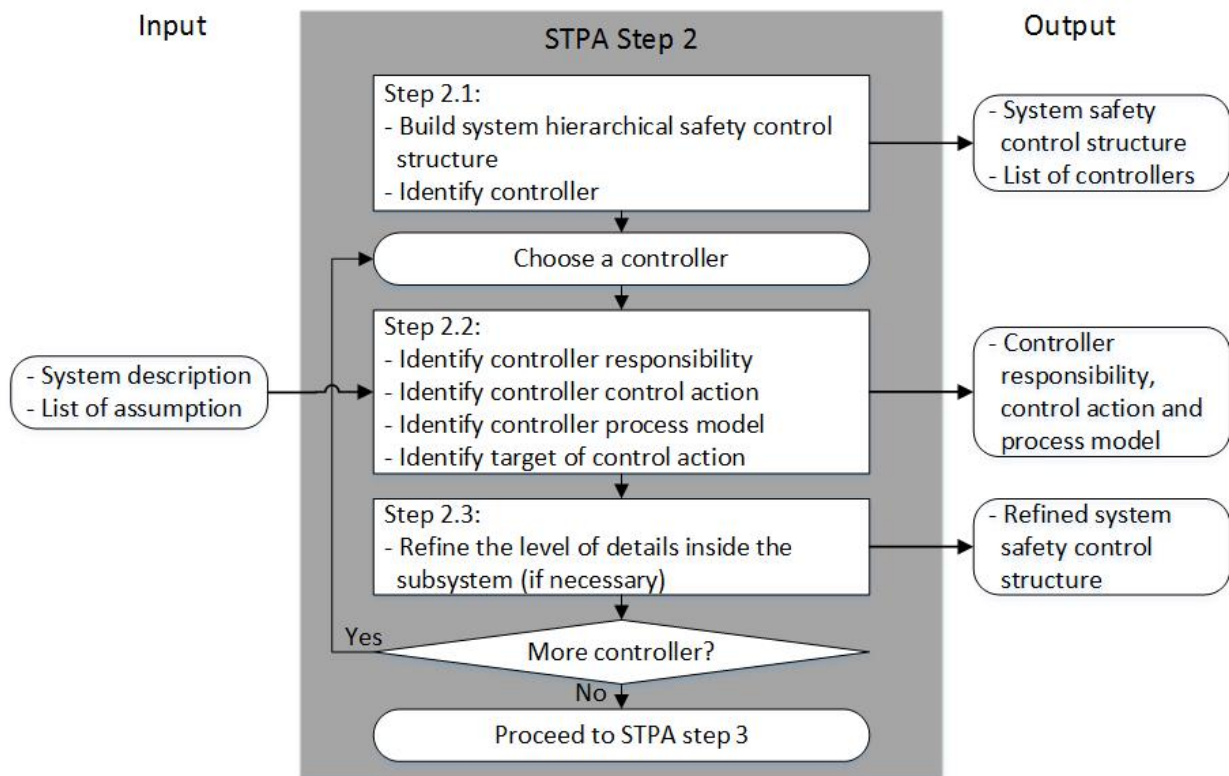 Input
STPA Step 2
Output
Step 2.1:
- Build system hierarchical safety control
structure
- Identify controller
- System safety
control structure
- List of controllers
Choose a controller
- System description
- List of assumption
Step 2.2:
- Identify controller responsibility
- Identify controller control action
- Identify controller process model
- Identify target of control action
- Controller
responsibility,
control action and
process model
Step 2.3:
- Refine the level of details inside the
subsystem (if necessary)
- Refined system
safety control
structure
Yes
More controller?
No
Proceed to STPA step 3